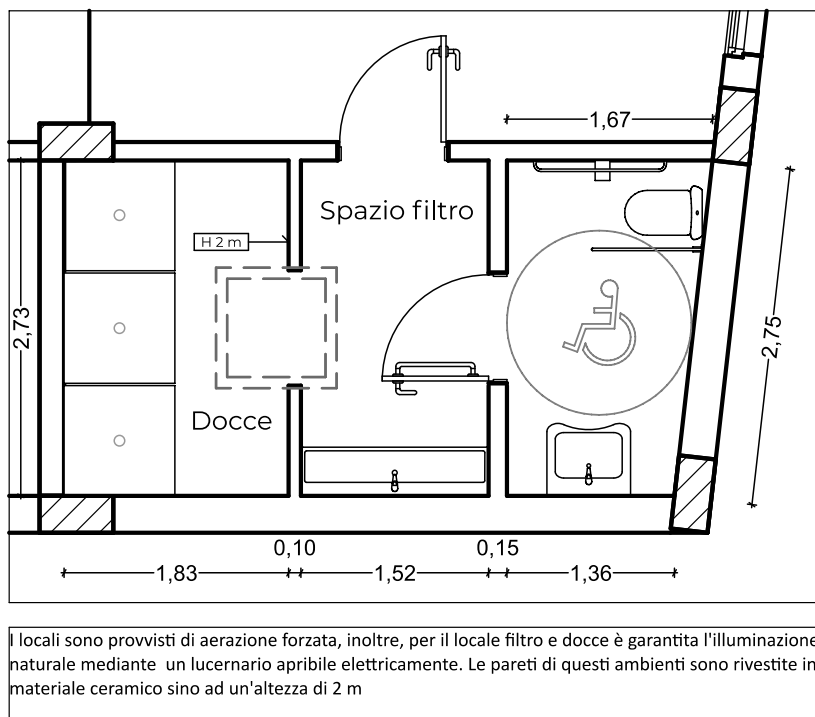 1,67
Spazio filtro
H 2 m
2,73
2,75
Docce
0,10
0,15
1,83
1,52
1,36
I locali sono provvisti di aerazione forzata, inoltre, per il locale filtro e docce è garantita l'illuminazione
naturale mediante un lucernario apribile elettricamente. Le pareti di questi ambienti sono rivestite in
materiale ceramico sino ad un'altezza di 2 m